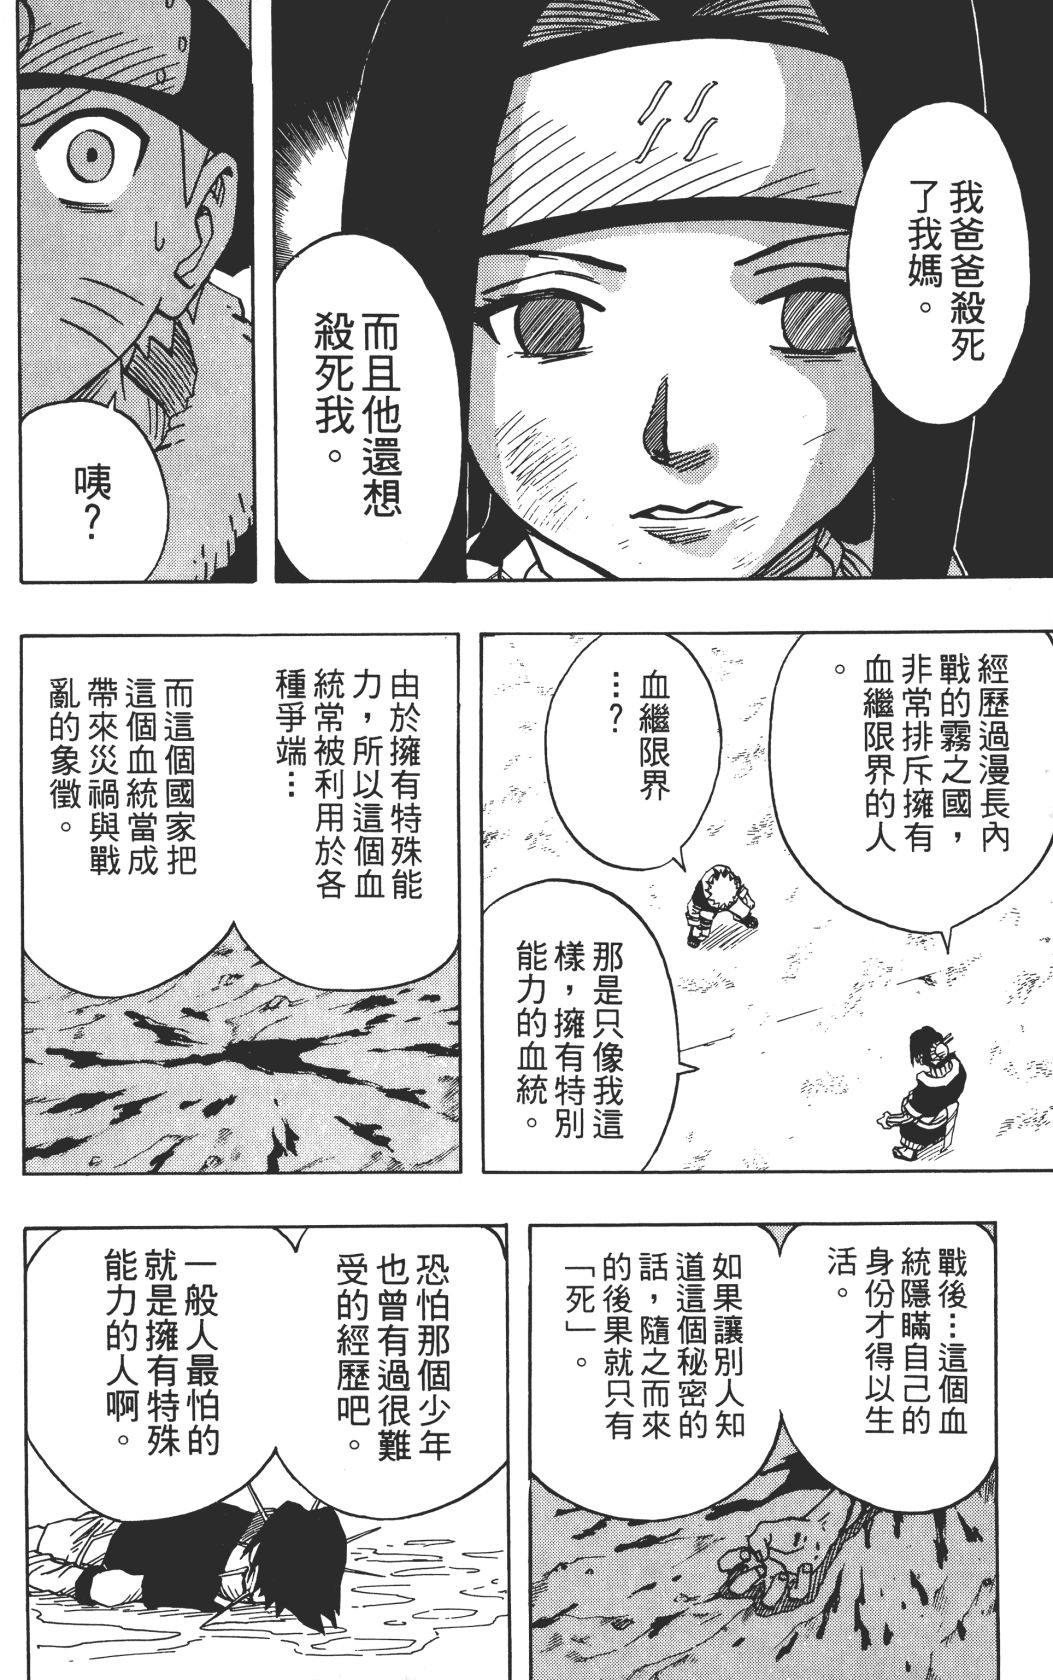 我爸爸殺死
了我媽。
而且他還想
殺死我。
咦?
經歷過漫長內
戰的霧之國,
非常排斥擁有
血繼限界的人
。
血繼限界
…?
那是只像我這
樣,擁有特別
能力的血統。
由於擁有特殊能
力,所以這個血
統常被利用於各
種爭端…
而這個國家把
這個血統當成
帶來災禍與戰
亂的象徵。
戰後…這個血
統隱瞞自己的
身份才得以生
活。
如果讓別人知
道這個秘密的
話,隨之而來
的後果就只有
「死」。
恐怕那個少年
也曾有過很難
受的經歷吧。
一般人最怕的
就是擁有特殊
能力的人啊。